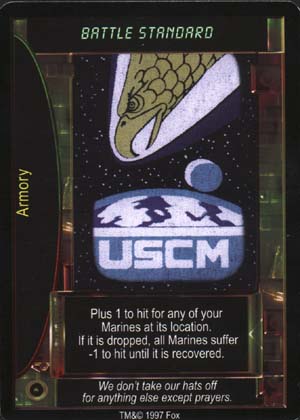 BATTLE STANDARD
Armory
USCM
Plus 1 to hit for any of your
Marines at its location.
If it is dropped, all Marines suffer
-1 to hit until it is recovered.
We don't take our hats off
for anything else except prayers.
TM&© 1997 Fox